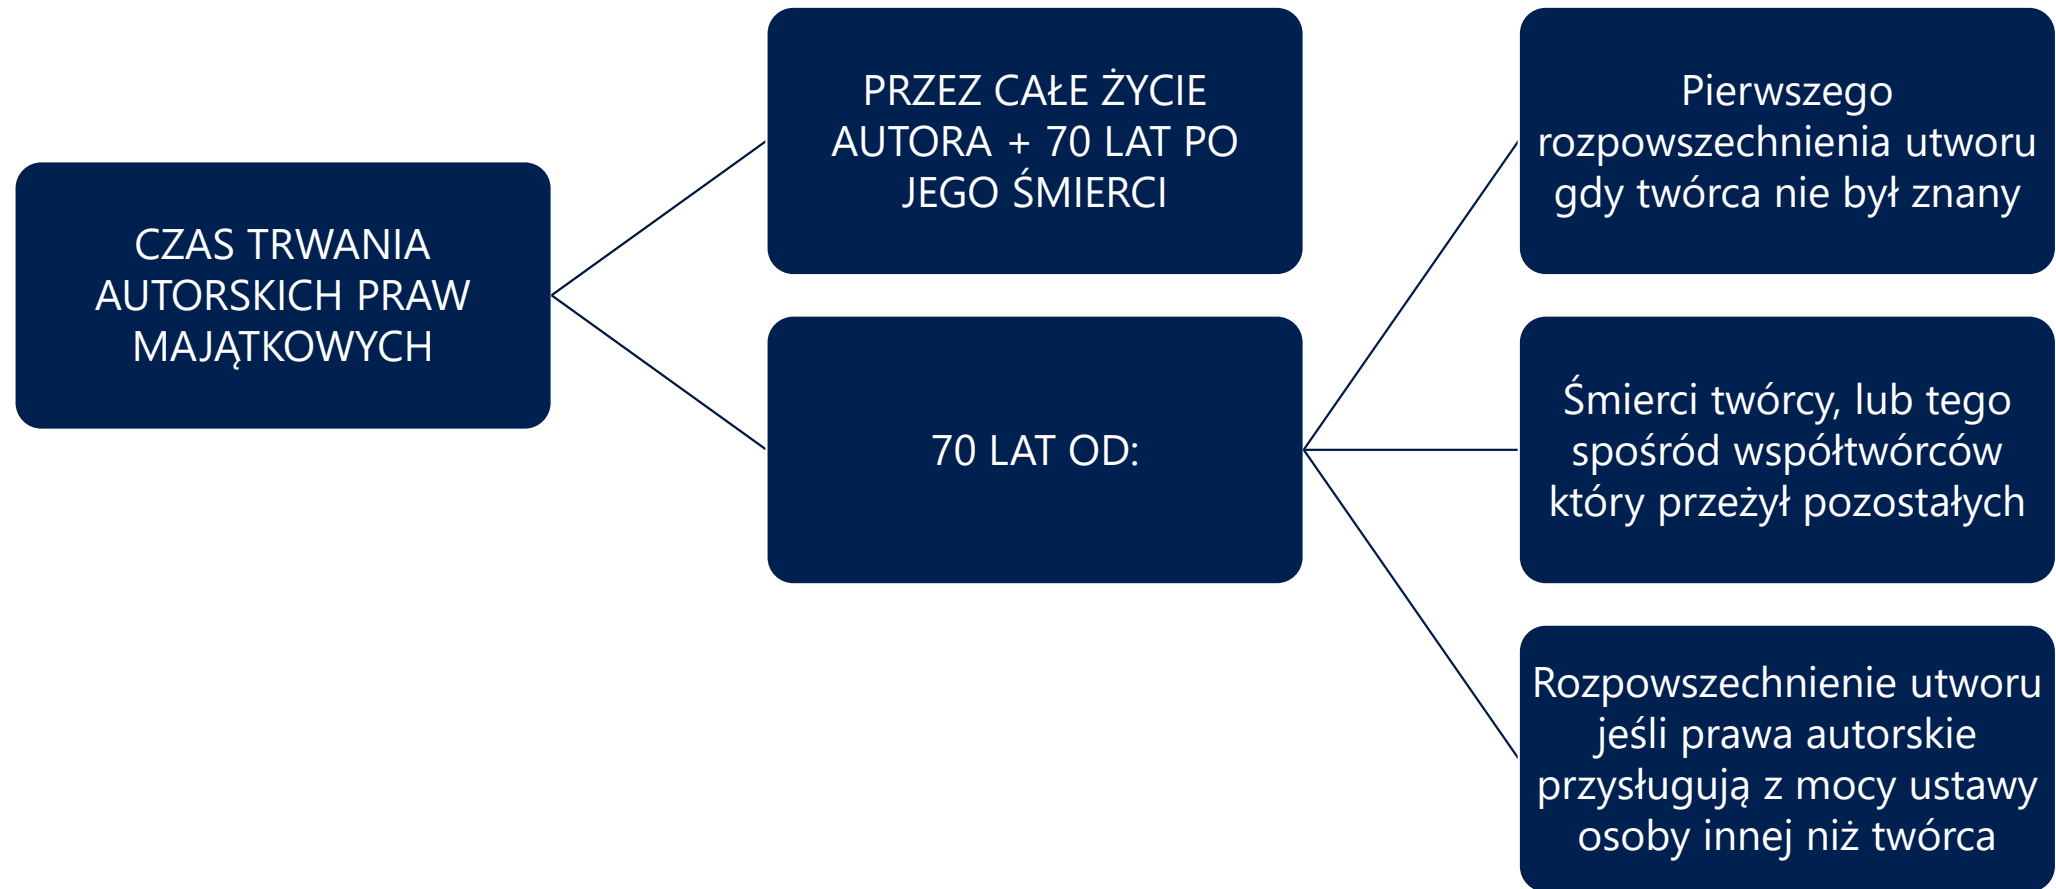 CZAS TRWANIA
AUTORSKICH PRAW
MAJĄTKOWYCH
PRZEZ CAŁE ŻYCIE
AUTORA + 70 LAT PO
JEGO ŚMIERCI
70 LAT OD:
Pierwszego
rozpowszechnienia utworu
gdy twórca nie był znany
Śmierci twórcy, lub tego
spośród współtwórców
który przeżył pozostałych
Rozpowszechnienie utworu
jeśli prawa autorskie
przysługują z mocy ustawy
osoby innej niż twórca